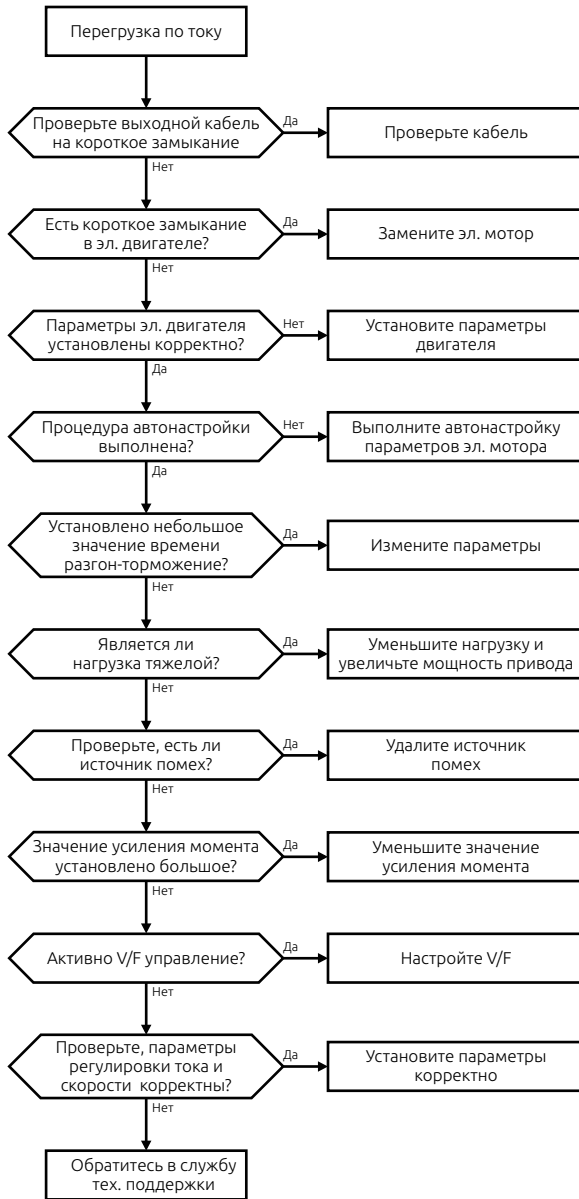 Перегрузка по току
Проверьте выходной кабель
на короткое замыкание
Да
Проверьте кабель
Нет
Есть короткое замыкание
в эл. двигателе?
Да
Замените эл. мотор
Нет
Параметры эл. двигателя
установлены корректно?
Нет
Установите параметры
двигателя
Да
Процедура автонастройки
выполнена?
Нет
Выполните автонастройку
параметров эл. мотора
Да
Установлено небольшое
значение времени
разгон-торможение?
Да
Измените параметры
Нет
Является ли
нагрузка тяжелой?
Да
Уменьшите нагрузку и
увеличьте мощность привода
Нет
Проверьте, есть ли
источник помех?
Да
Удалите источник
помех
Нет
Значение усиления момента
установлено большое?
Да
Уменьшите значение
усиления момента
Нет
Активно V/F управление?
Да
Настройте V/F
Нет
Проверьте, параметры
регулировки тока и
скорости корректны?
Да
Установите параметры
корректно
Нет
Обратитесь в службу
тех. поддержки